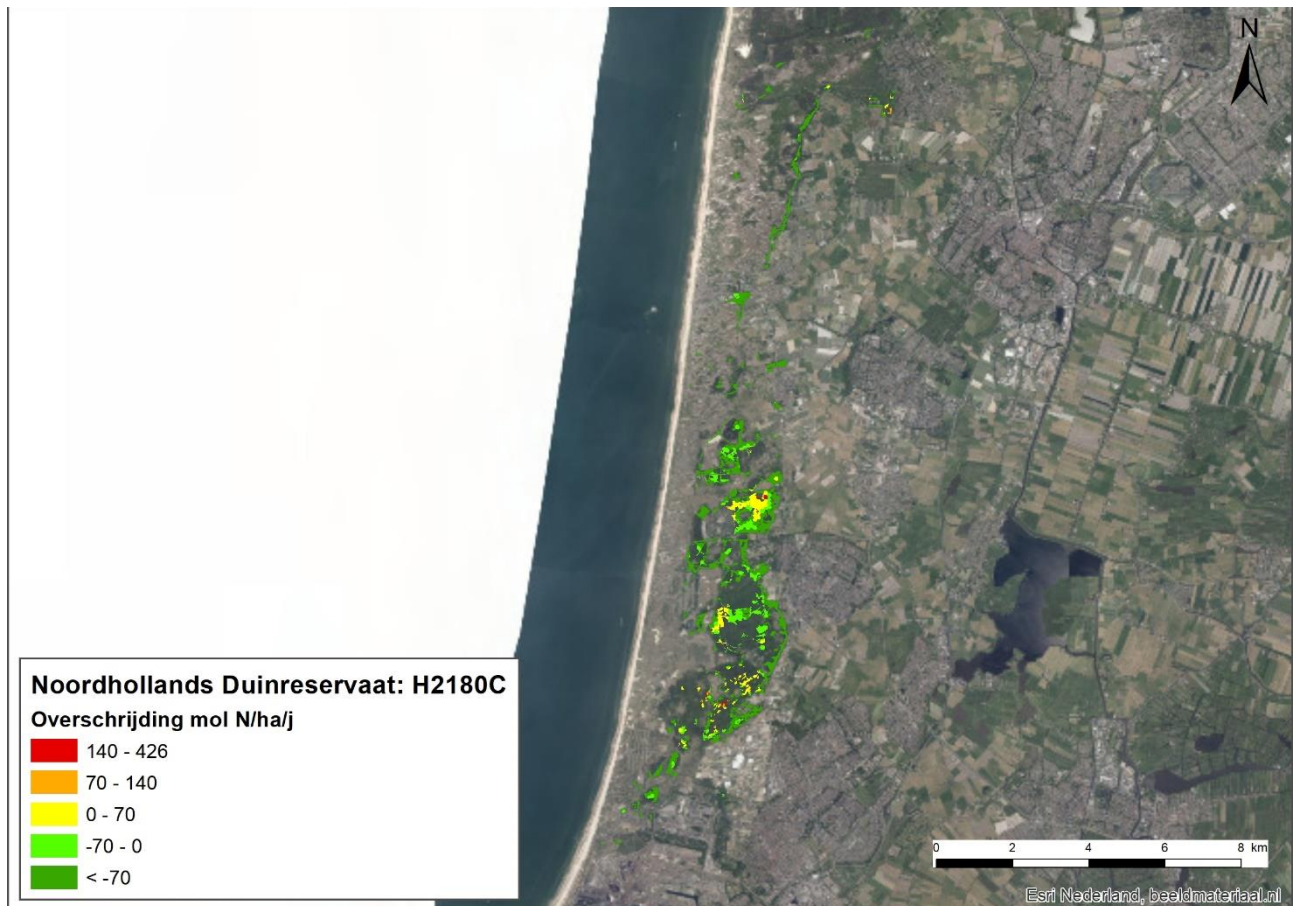 N
Noordhollands Duinreservaat: H2180C
Overschrijding mol N/ha/j
140 - 426
70 - 140
0 - 70
-70 - 0
< -70
0 2 4 6 8 km
Esri Nederland, beeldmateriaal.nl